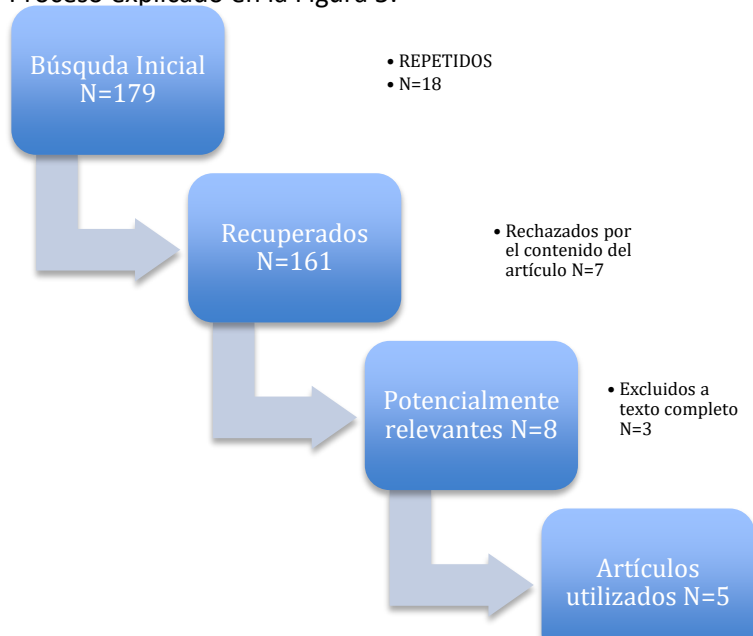 Proceso explicado en la Figura 3.
Búsquda Inicial
N=179
• REPETIDOS
• N=18
Recuperados
N=161
• Rechazados por
el contenido del
artículo N=7
Potencialmente
relevantes N=8
• Excluidos a
texto completo
N=3
Artículos
utilizados N=5